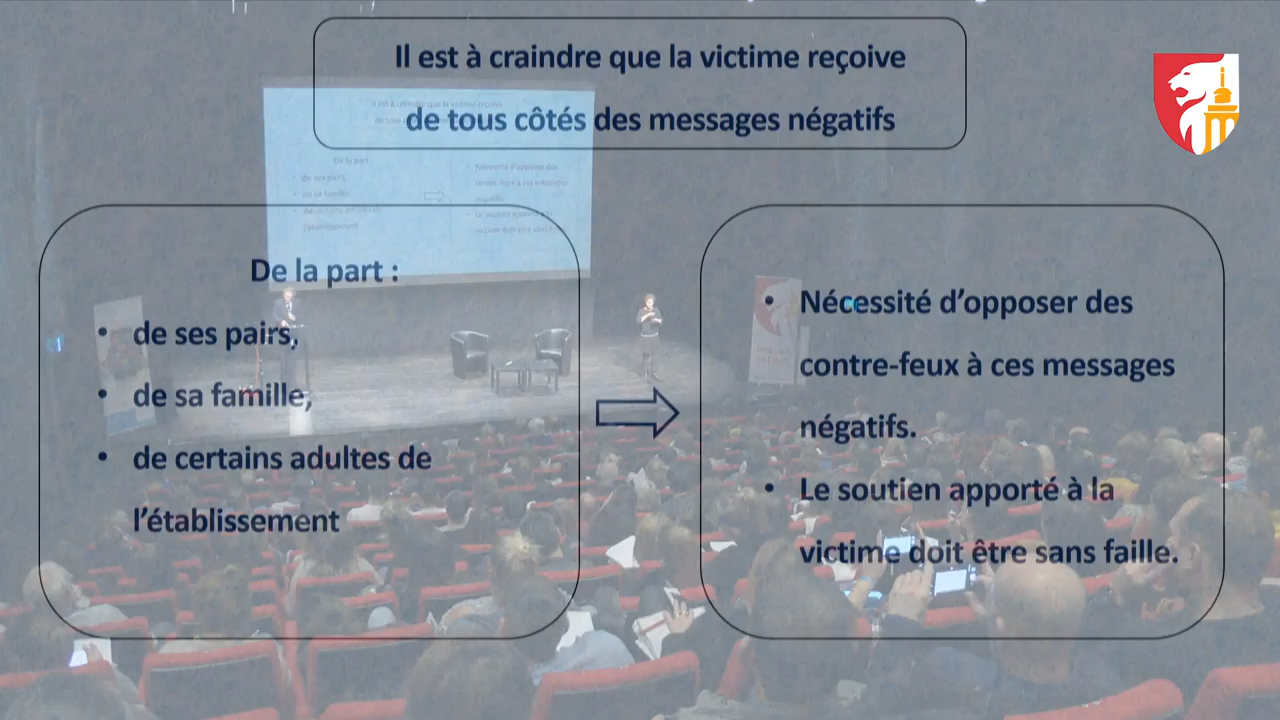 Il est à craindre que la victime reçoive
de tous côtés des messages négatifs
De la part :
• de ses pairs,
• de sa famille,
• de certains adultes de
l’établissement
• Nécessité d’opposer des
contre-feux à ces messages
négatifs.
• Le soutien apporté à la
victime doit être sans faille.